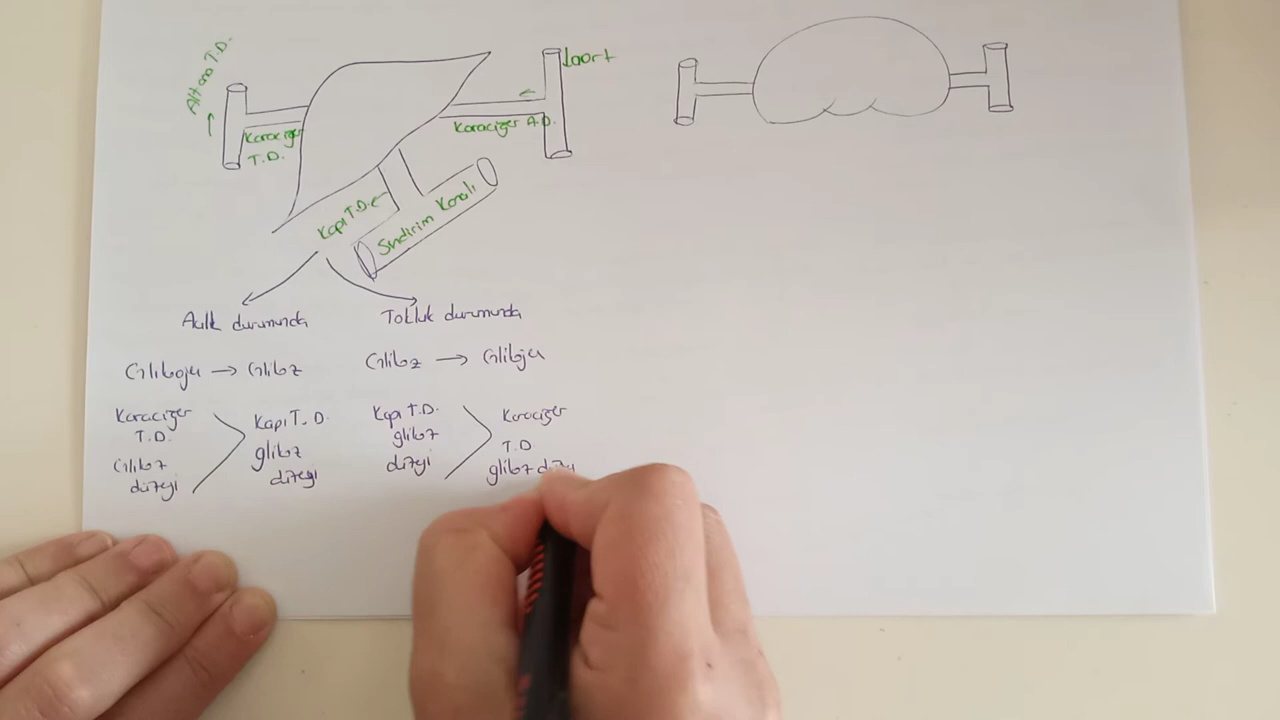 Alt ana T.D.
Karaciğer
T.D.
Aort
Karaciğer A.D.
Kapı T.D.
Sindirim Kanalı
Açlık durumunda
Tokluk durumunda
Glikojen → Glikoz
Glikoz → Glikojen
Karaciğer
T.D.
Glikoz
düzeyi
>
Kapı T.D.
glikoz
düzeyi
Kapı T.D.
glikoz
düzeyi
>
Karaciğer
T.D
glikoz